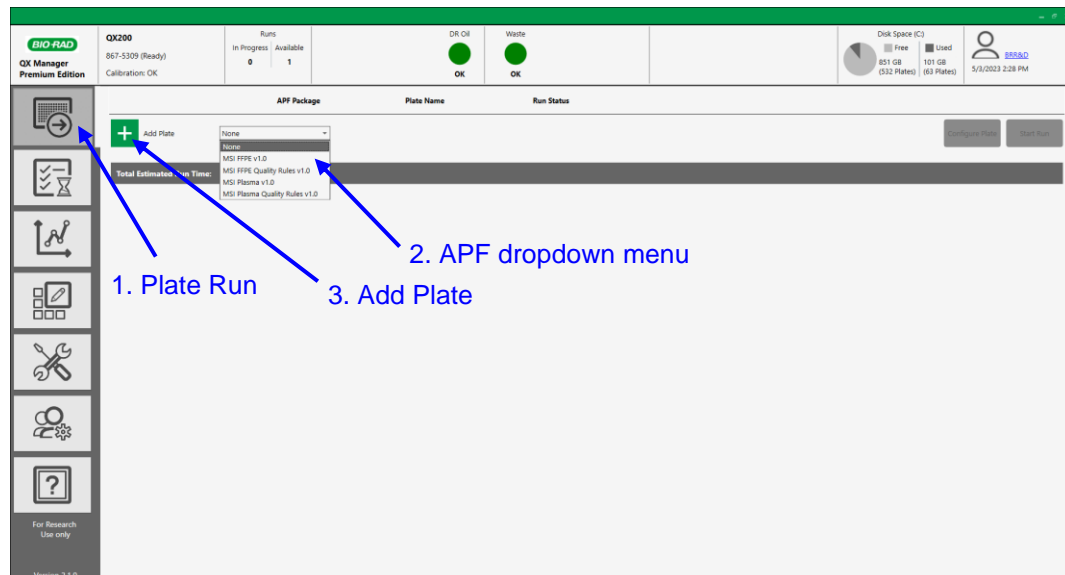 BIO-RAD
QX Manager
Premium Edition
QX200
867-5309 (Ready)
Calibration: OK
Runs
In Progress Available
0 1
DR Oil
OK
Waste
OK
Disk Space (C:)
Free Used
851 GB 101 GB
(532 Plates) (63 Plates)
BRR&D
5/3/2023 2:28 PM
APF Package Plate Name Run Status
Add Plate
None
Configure Plate
Start Run
None
MSI FFPE v1.0
MSI FFPE Quality Rules v1.0
MSI Plasma v1.0
MSI Plasma Quality Rules v1.0
Total Estimated Run Time:
2. APF dropdown menu
1. Plate Run
3. Add Plate
?
For Research
Use only